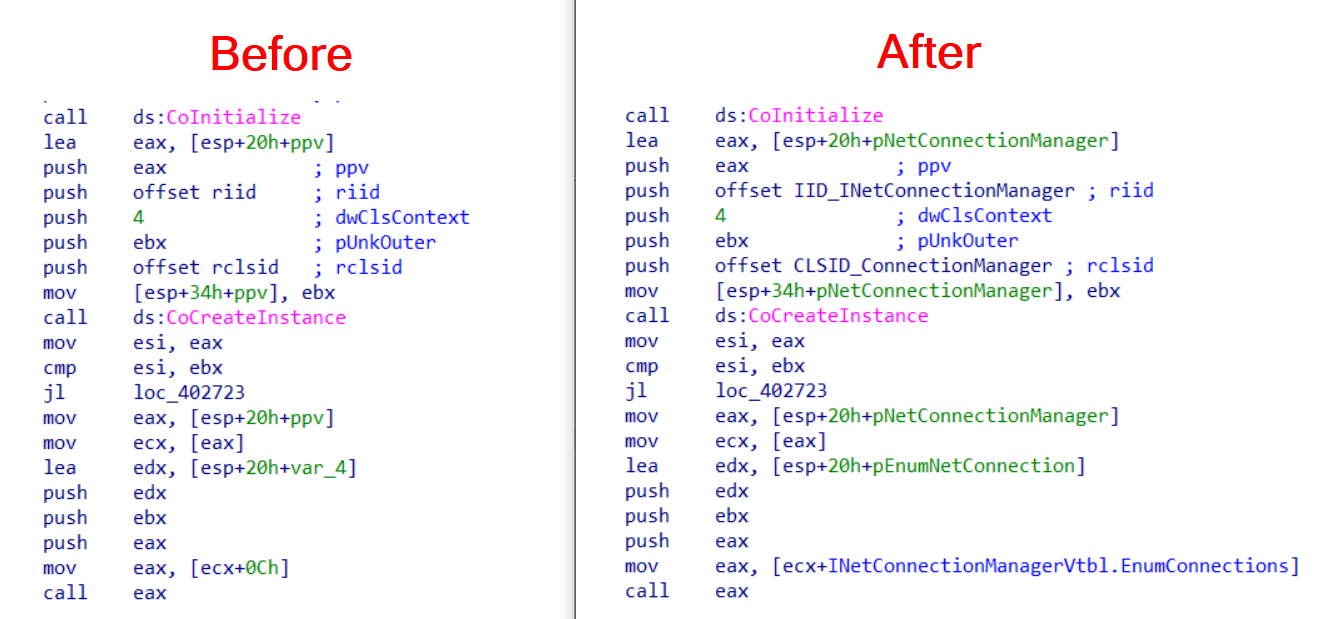 Before
call ds:CoInitialize
lea eax, [esp+20h+ppv]
push eax ; ppv
push offset riid ; riid
push 4 ; dwClsContext
push ebx ; pUnkOuter
push offset rclsid ; rclsid
mov [esp+34h+ppv], ebx
call ds:CoCreateInstance
mov esi, eax
cmp esi, ebx
jl loc_402723
mov eax, [esp+20h+ppv]
mov ecx, [eax]
lea edx, [esp+20h+var_4]
push edx
push ebx
push eax
mov eax, [ecx+0Ch]
call eax
After
call ds:CoInitialize
lea eax, [esp+20h+pNetConnectionManager]
push eax ; ppv
push offset IID_INetConnectionManager ; riid
push 4 ; dwClsContext
push ebx ; pUnkOuter
push offset CLSID_ConnectionManager ; rclsid
mov [esp+34h+pNetConnectionManager], ebx
call ds:CoCreateInstance
mov esi, eax
cmp esi, ebx
jl loc_402723
mov eax, [esp+20h+pNetConnectionManager]
mov ecx, [eax]
lea edx, [esp+20h+pEnumNetConnection]
push edx
push ebx
push eax
mov eax, [ecx+INetConnectionManagerVtbl.EnumConnections]
call eax